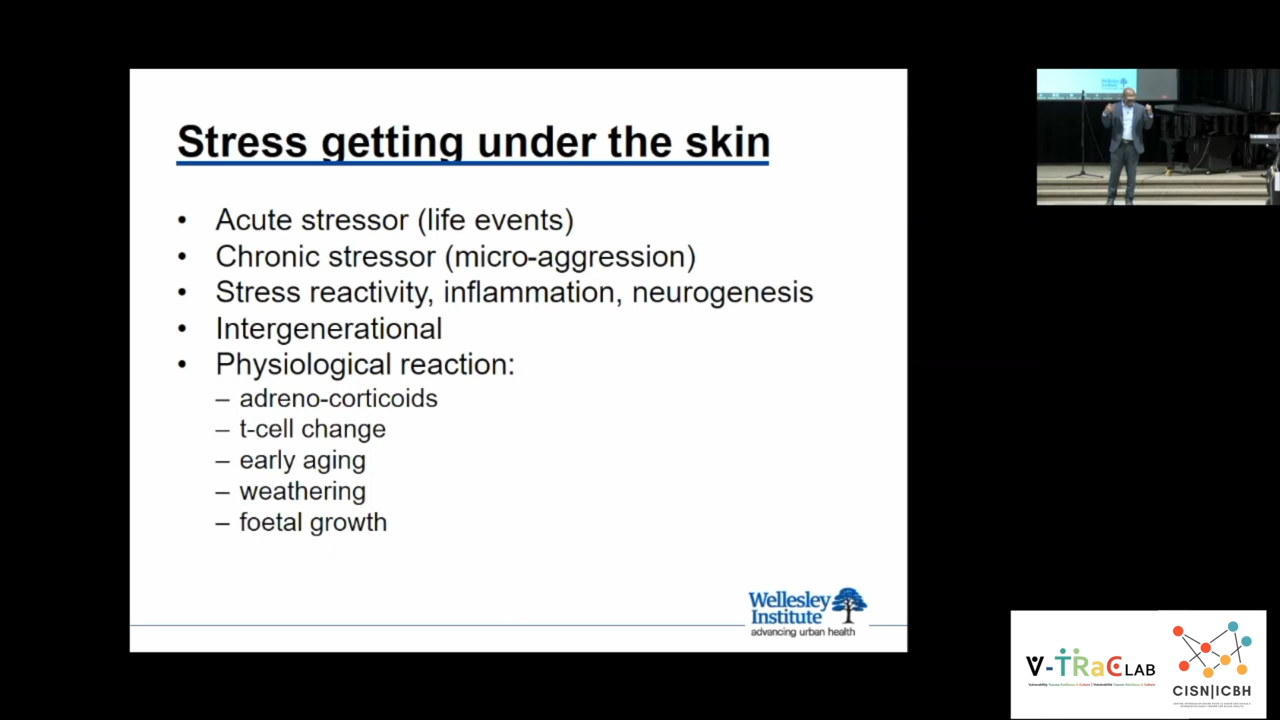 Stress getting under the skin
• Acute stressor (life events)
• Chronic stressor (micro-aggression)
• Stress reactivity, inflammation, neurogenesis
• Intergenerational
• Physiological reaction:
– adreno-corticoids
– t-cell change
– early aging
– weathering
– foetal growth
Wellesley
Institute
advancing urban health
V-TRaC LAB
CISN|ICBH